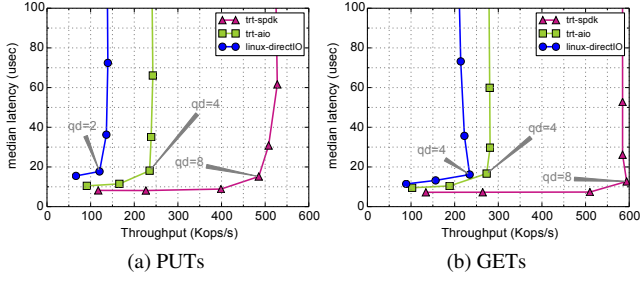 100
80
60
40
20
0
median latency (usec)
0 100 200 300 400 500 600
Throughput (Kops/s)
trt-spdk
trt-aio
linux-directIO
qd=2
qd=4
qd=8
(a) PUTs
100
80
60
40
20
0
median latency (usec)
0 100 200 300 400 500 600
Throughput (Kops/s)
trt-spdk
trt-aio
linux-directIO
qd=4
qd=4
qd=8
(b) GETs